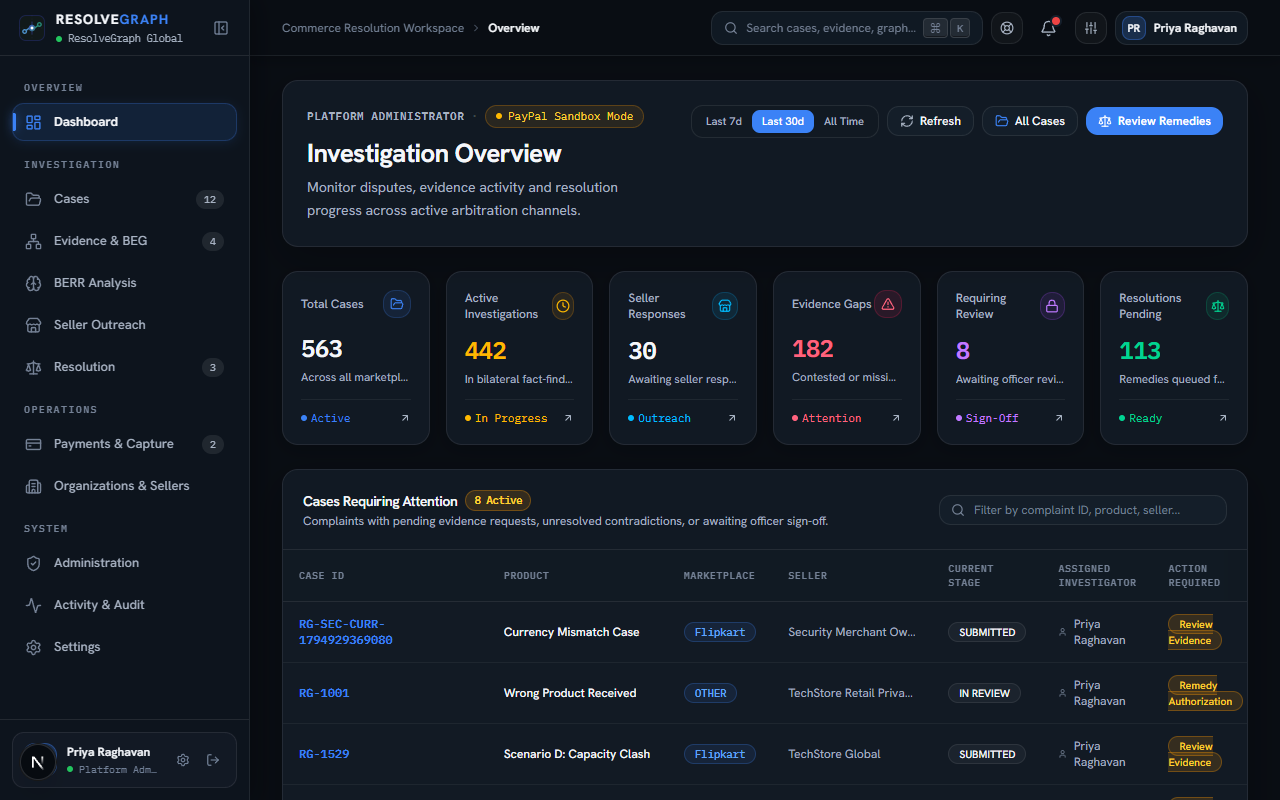 RESOLVEGRAPH
ResolveGraph Global
Commerce Resolution Workspace > Overview
Search cases, evidence, graph... ⌘ K
PR Priya Raghavan
OVERVIEW
Dashboard
INVESTIGATION
Cases 12
Evidence & BEG 4
BERR Analysis
Seller Outreach
Resolution 3
OPERATIONS
Payments & Capture 2
Organizations & Sellers
SYSTEM
Administration
Activity & Audit
Settings
N
Priya Raghavan
Platform Adm...
PLATFORM ADMINISTRATOR · PayPal Sandbox Mode
Last 7d Last 30d All Time Refresh All Cases Review Remedies
Investigation Overview
Monitor disputes, evidence activity and resolution
progress across active arbitration channels.
Total Cases
563
Across all marketpl...
Active
Active
Investigations
442
In bilateral fact-find...
In Progress
Seller
Responses
30
Awaiting seller resp...
Outreach
Evidence Gaps
182
Contested or missi...
Attention
Requiring
Review
8
Awaiting officer revi...
Sign-Off
Resolutions
Pending
113
Remedies queued f...
Ready
Cases Requiring Attention 8 Active
Complaints with pending evidence requests, unresolved contradictions, or awaiting officer sign-off.
Filter by complaint ID, product, seller...
CASE ID PRODUCT MARKETPLACE SELLER CURRENT STAGE ASSIGNED INVESTIGATOR ACTION REQUIRED
RG-SEC-CURR-1794929369080 Currency Mismatch Case Flipkart Security Merchant Ow... SUBMITTED Priya Raghavan Review Evidence
RG-1001 Wrong Product Received OTHER TechStore Retail Priva... IN REVIEW Priya Raghavan Remedy Authorization
RG-1529 Scenario D: Capacity Clash Flipkart TechStore Global SUBMITTED Priya Raghavan Review Evidence